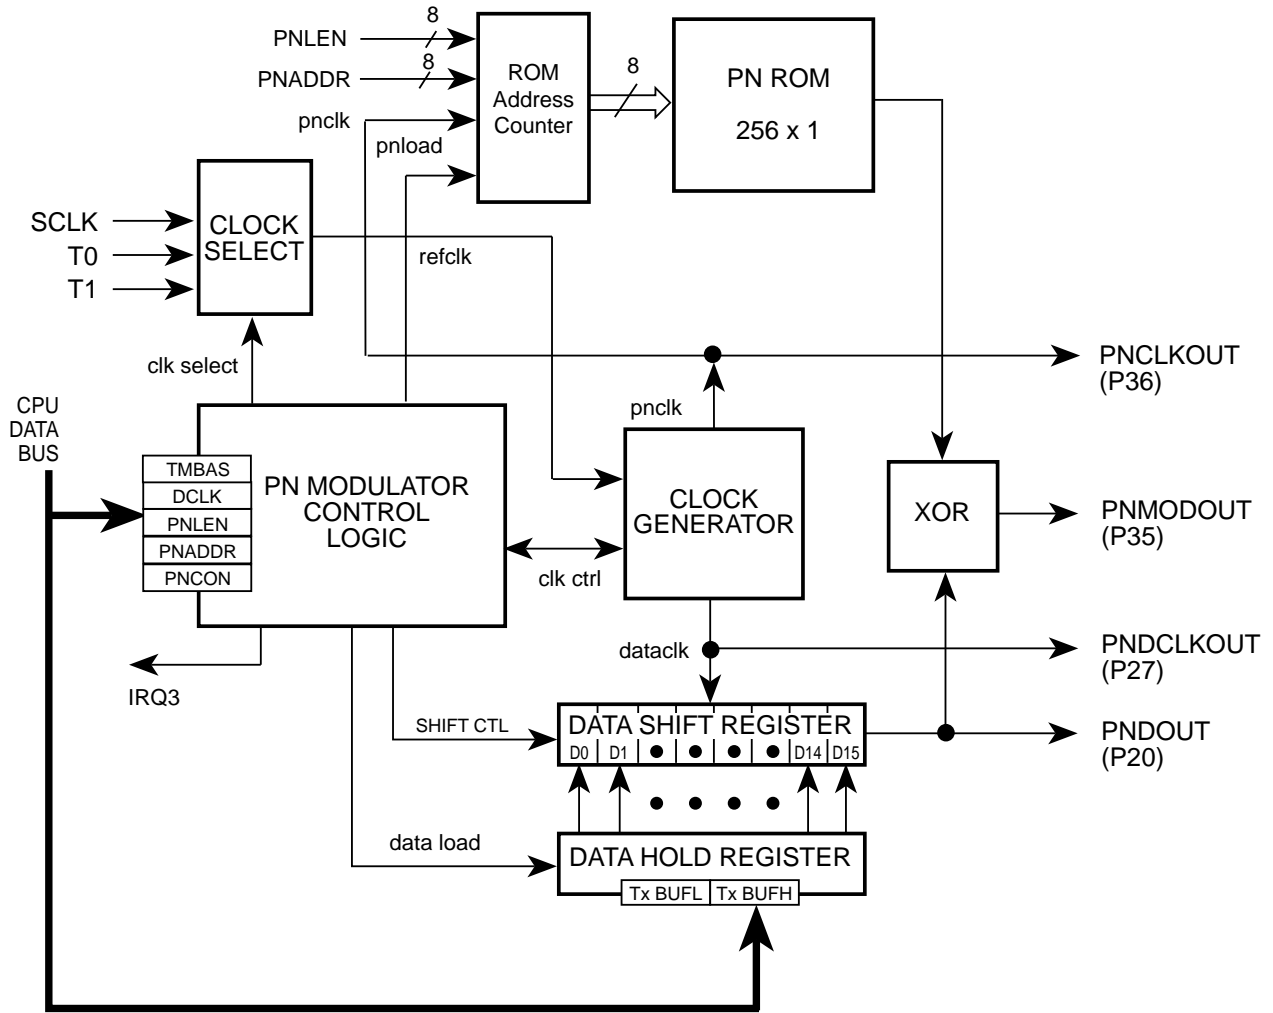 8
PNLEN
8
PNADDR
pnclk
pnload
ROM
Address
Counter
8
PN ROM
256 x 1
SCLK
T0
T1
CLOCK
SELECT
refclk
clk select
PNCLKOUT
(P36)
pnclk
CPU
DATA
BUS
TMBAS
DCLK
PNLEN
PNADDR
PNCON
PN MODULATOR
CONTROL
LOGIC
CLOCK
GENERATOR
clk ctrl
XOR
PNMODOUT
(P35)
dataclk
PNDCLKOUT
(P27)
IRQ3
SHIFT CTL
DATA SHIFT REGISTER
D0 D1 D14 D15
PNDOUT
(P20)
data load
DATA HOLD REGISTER
Tx BUFL Tx BUFH